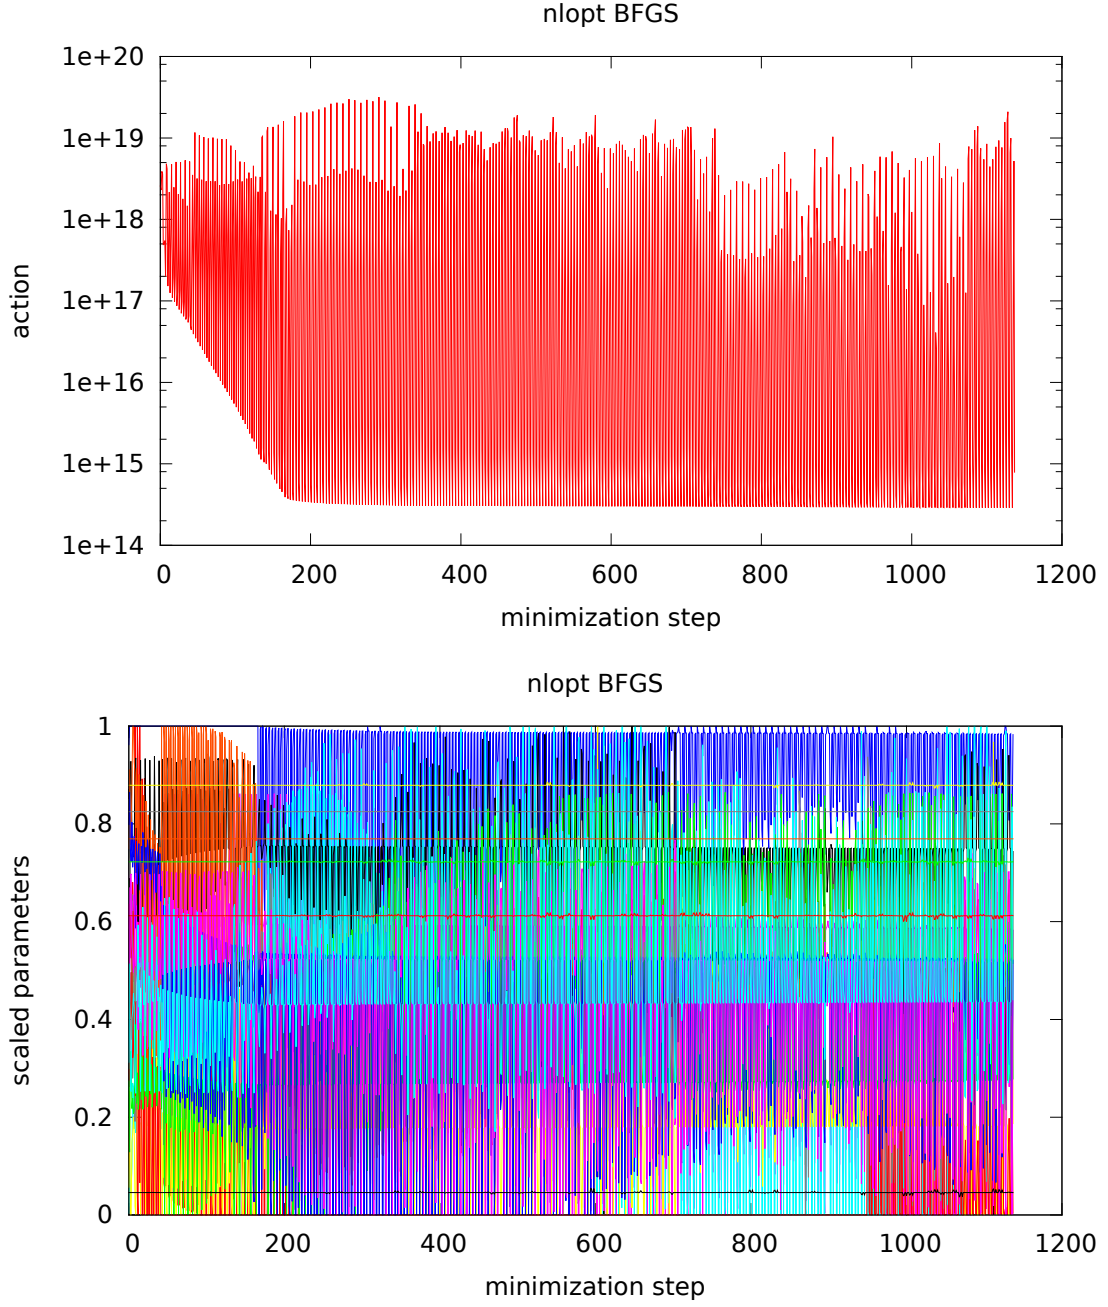 nlopt BFGS
1e+20
1e+19
1e+18
1e+17
1e+16
1e+15
1e+14
action
0 200 400 600 800 1000 1200
minimization step
nlopt BFGS
1
0.8
0.6
0.4
0.2
0
scaled parameters
0 200 400 600 800 1000 1200
minimization step